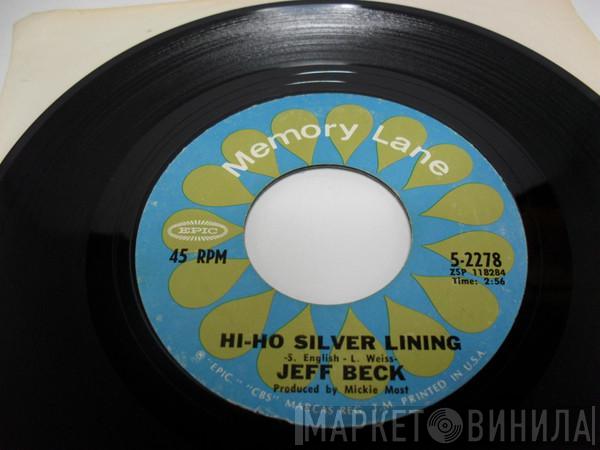 Memory Lane
EPIC
45 RPM
5-2278
ZSP 118284
Time: 2:56
HI-HO SILVER LINING
-S. English - L. Weiss-
JEFF BECK
Produced by Mickie Most
® "EPIC," "CBS" MARCAS REG. PRINTED IN U.S.A.
МАРКЕТ ВИНИЛА